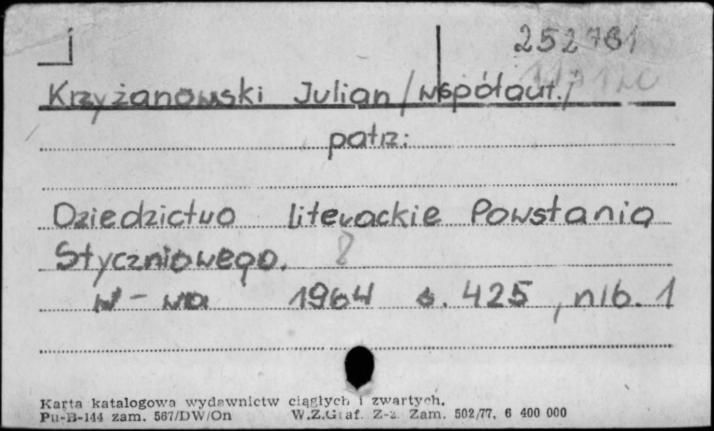 252761
Krzyżanowski Julian /współaut./
patrz:
Dziedzictwo literackie Powstania
Styczniowego.
W-wa 1964 s. 425, nlb. 1
Karta katalogowa wydawnictw ciągłych i zwartych.
Pu-B-144 zam. 567/DW/On W.Z.Graf. Z-z. Zam. 502/77. 6 400 000